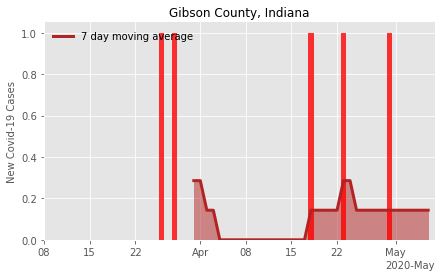 Gibson County, Indiana
7 day moving average
New Covid-19 Cases
1.0
0.8
0.6
0.4
0.2
0.0
08 15 22 Apr 08 15 22 May
2020-May